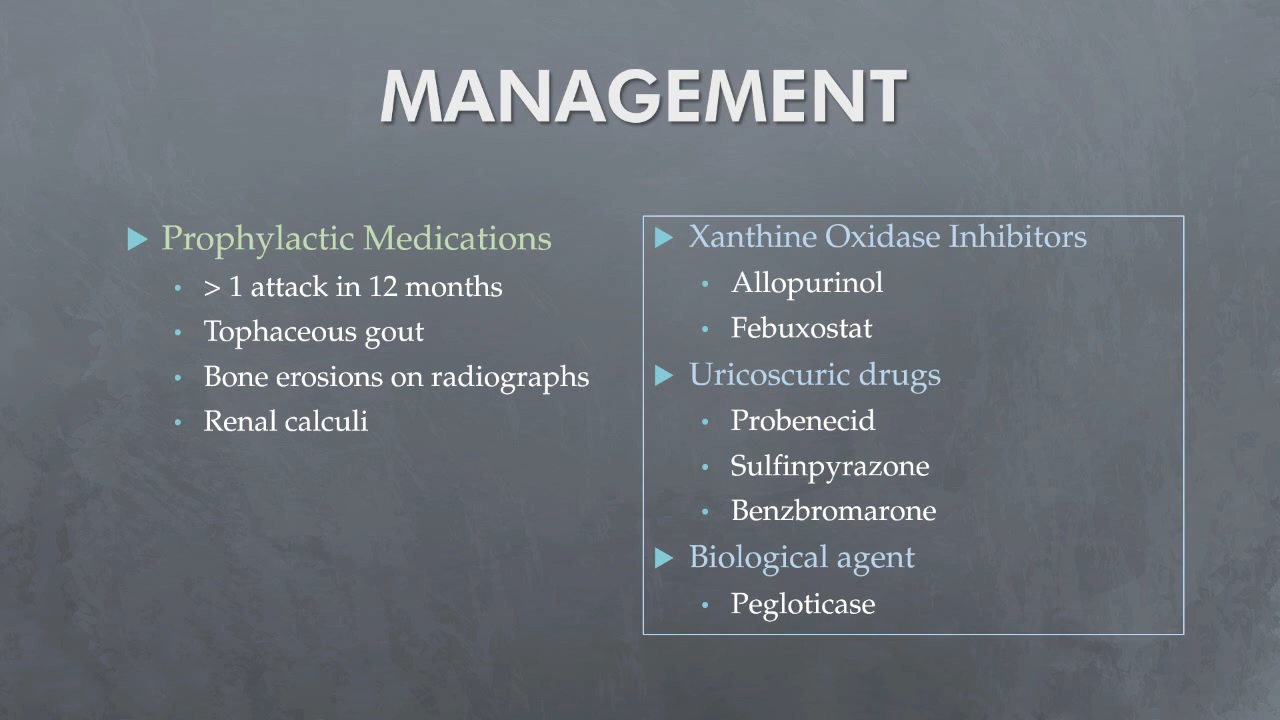 MANAGEMENT
Prophylactic Medications
> 1 attack in 12 months
Tophaceous gout
Bone erosions on radiographs
Renal calculi
Xanthine Oxidase Inhibitors
Allopurinol
Febuxostat
Uricoscuric drugs
Probenecid
Sulfinpyrazone
Benzbromarone
Biological agent
Pegloticase